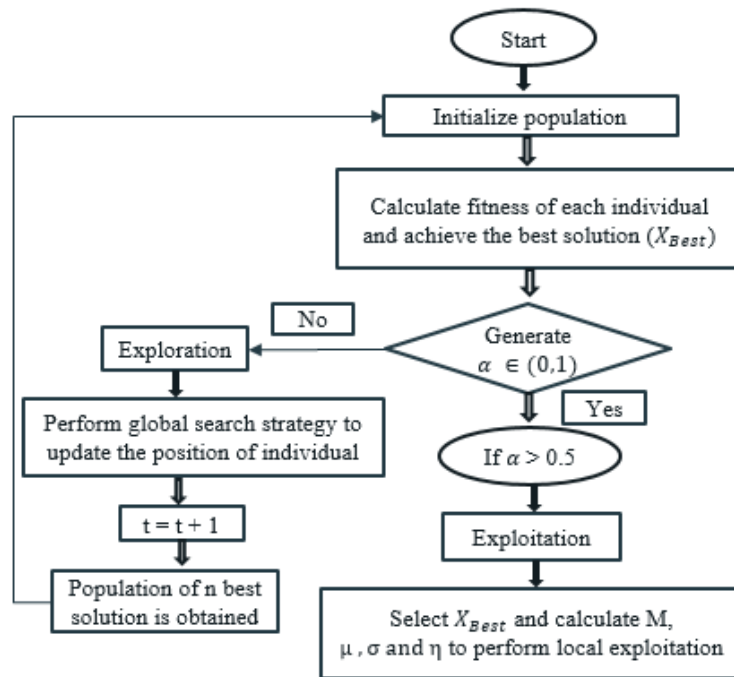 Start
Initialize population
Calculate fitness of each individual
and achieve the best solution (X_Best)
No
Generate
α ∈ (0,1)
Exploration
Yes
Perform global search strategy to
update the position of individual
If α > 0.5
t = t + 1
Exploitation
Population of n best
solution is obtained
Select X_Best and calculate M,
μ , σ and η to perform local exploitation